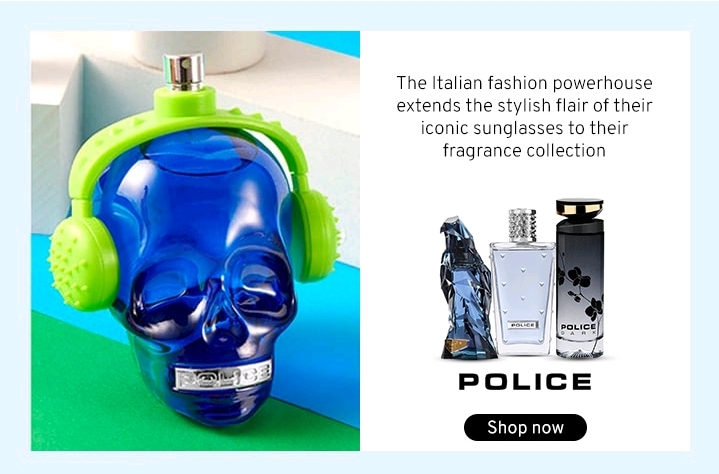 The Italian fashion powerhouse
extends the stylish flair of their
iconic sunglasses to their
fragrance collection
POLICE
POLICE
POLICE
DARK
POLICE
Shop now